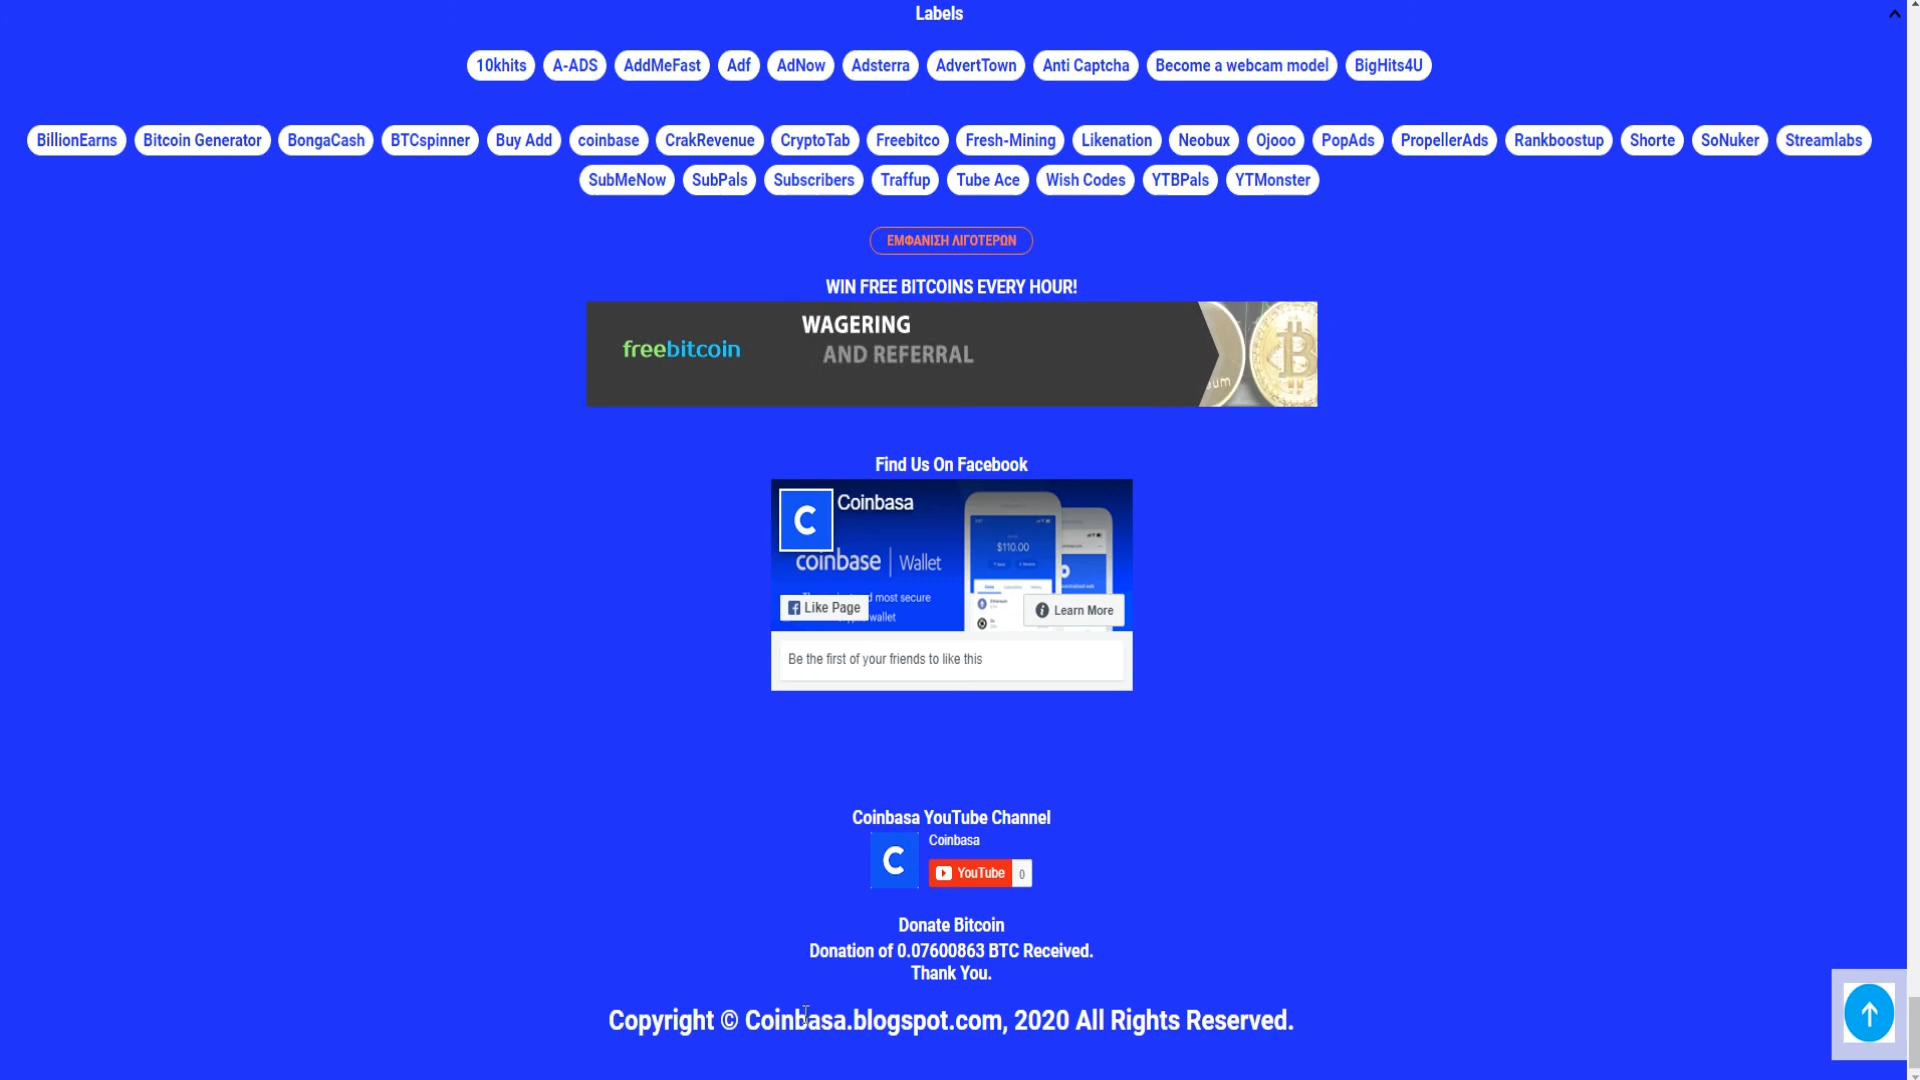 Labels
10khits A-ADS AddMeFast Adf AdNow Adsterra AdvertTown Anti Captcha Become a webcam model BigHits4U
BillionEarns Bitcoin Generator BongaCash BTCspinner Buy Add coinbase CrakRevenue CryptoTab Freebitco Fresh-Mining Likenation Neobux Ojooo PopAds PropellerAds Rankboostup Shorte SoNuker Streamlabs
SubMeNow SubPals Subscribers Traffup Tube Ace Wish Codes YTBPals YTMonster
ΕΜΦΑΝΙΣΗ ΛΙΓΟΤΕΡΩΝ
WIN FREE BITCOINS EVERY HOUR!
freebitcoin
WAGERING
AND REFERRAL
Find Us On Facebook
C Coinbasa
coinbase | Wallet
$110.00
most secure
wallet
Like Page
Learn More
Be the first of your friends to like this
Coinbasa YouTube Channel
C Coinbasa
YouTube 0
Donate Bitcoin
Donation of 0.07600863 BTC Received.
Thank You.
Copyright © Coinbasa.blogspot.com, 2020 All Rights Reserved.